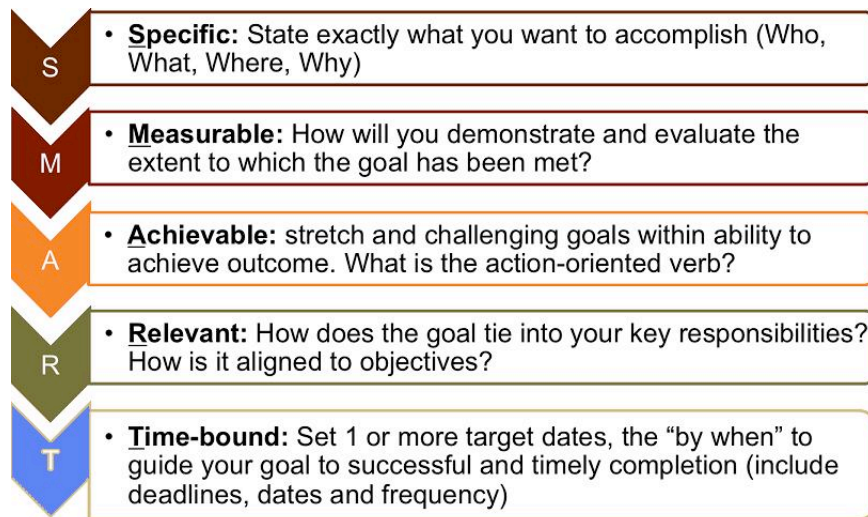 S
• Specific: State exactly what you want to accomplish (Who,
What, Where, Why)
M
• Measurable: How will you demonstrate and evaluate the
extent to which the goal has been met?
A
• Achievable: stretch and challenging goals within ability to
achieve outcome. What is the action-oriented verb?
R
• Relevant: How does the goal tie into your key responsibilities?
How is it aligned to objectives?
T
• Time-bound: Set 1 or more target dates, the “by when” to
guide your goal to successful and timely completion (include
deadlines, dates and frequency)